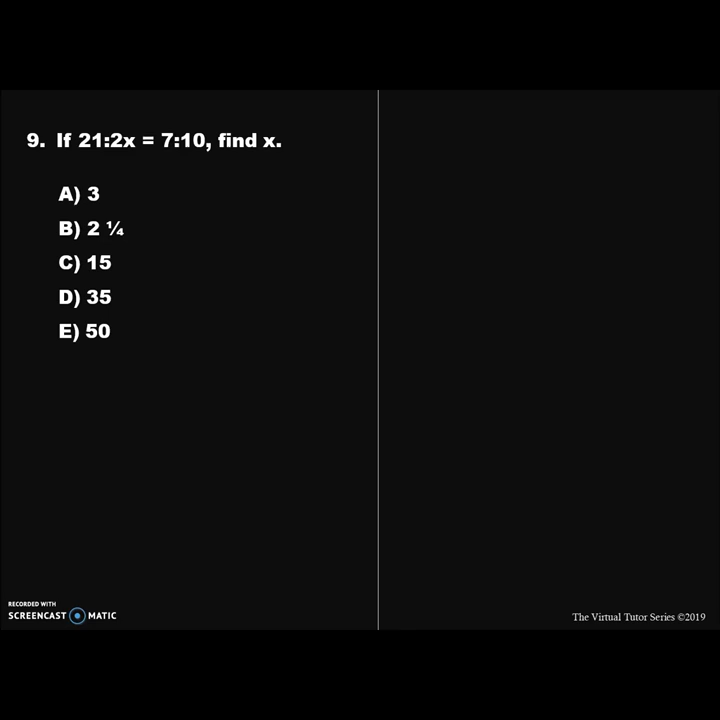 9. If 21:2x = 7:10, find x.
A) 3
B) 2 ¼
C) 15
D) 35
E) 50
RECORDED WITH
SCREENCAST MATIC
The Virtual Tutor Series ©2019